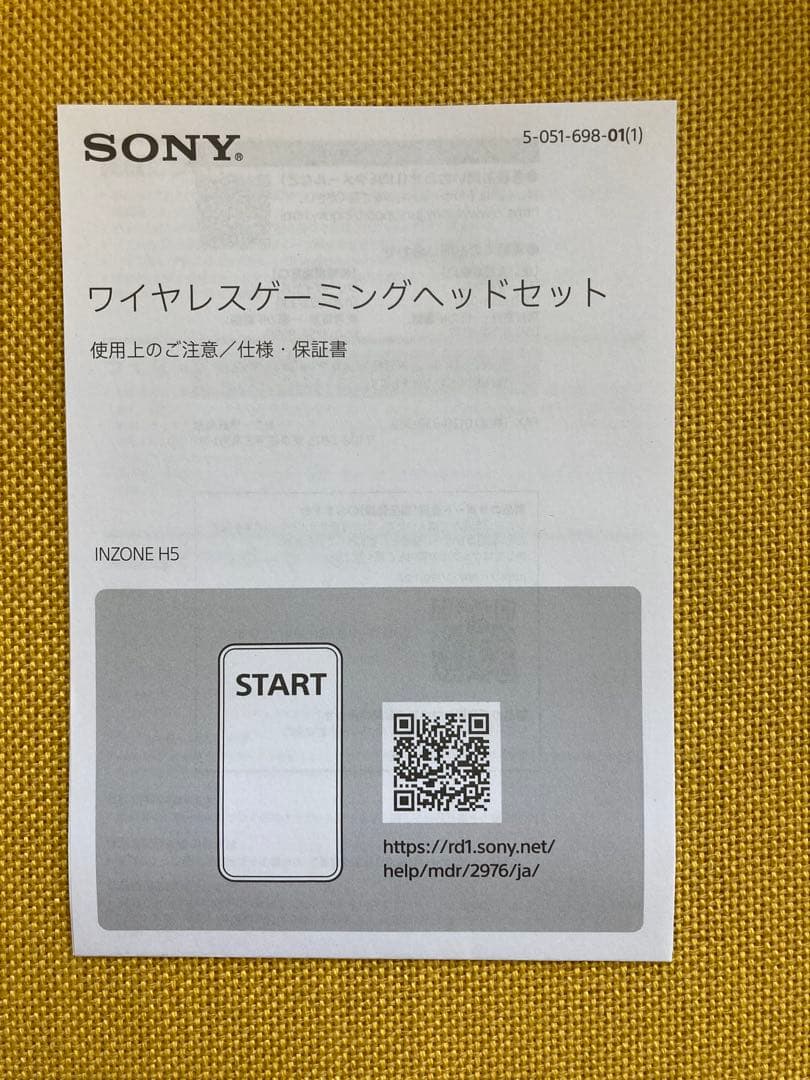 SONY®
5-051-698-01(1)
ワイヤレスゲーミングヘッドセット
使用上のご注意／仕様・保証書
INZONE H5
START
https://rd1.sony.net/
help/mdr/2976/ja/